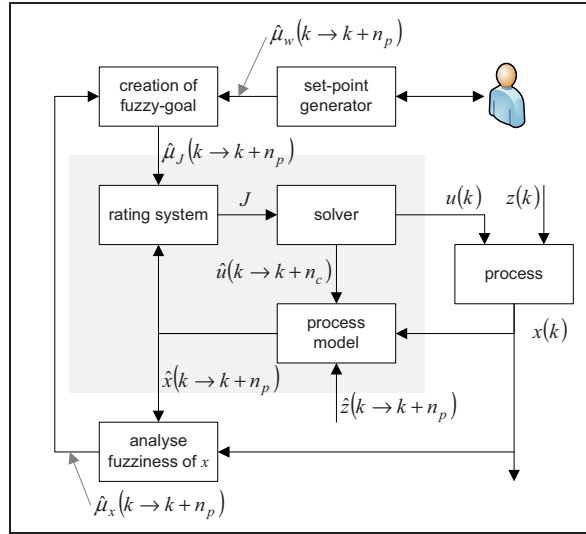 μ̂_w(k → k + n_p)
creation of
fuzzy-goal
set-point
generator
μ̂_J(k → k + n_p)
rating system
J
solver
u(k)
z(k)
û(k → k + n_c)
process
process
model
x(k)
x̂(k → k + n_p)
ẑ(k → k + n_p)
analyse
fuzziness of x
μ̂_x(k → k + n_p)